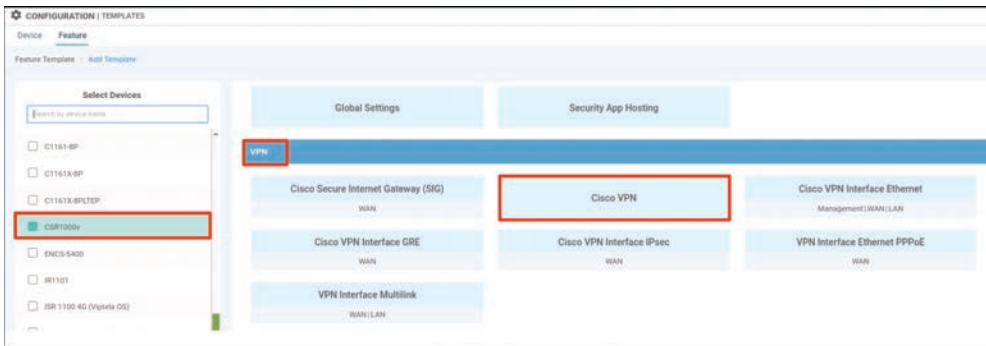 CONFIGURATION | TEMPLATES
Device Feature
Feature Template Add Template
Select Devices
Search by device name
C1161-8P
C1161X-8P
C1161X-8PLTEP
CSR1000v
ENCS-5400
IR1101
ISR 1100 4G (Viptela OS)
Global Settings
Security App Hosting
VPN
Cisco Secure Internet Gateway (SIG)
WAN
Cisco VPN
Cisco VPN Interface Ethernet
Management | WAN | LAN
Cisco VPN Interface GRE
WAN
Cisco VPN Interface IPsec
WAN
VPN Interface Ethernet PPPoE
WAN
VPN Interface Multilink
WAN | LAN